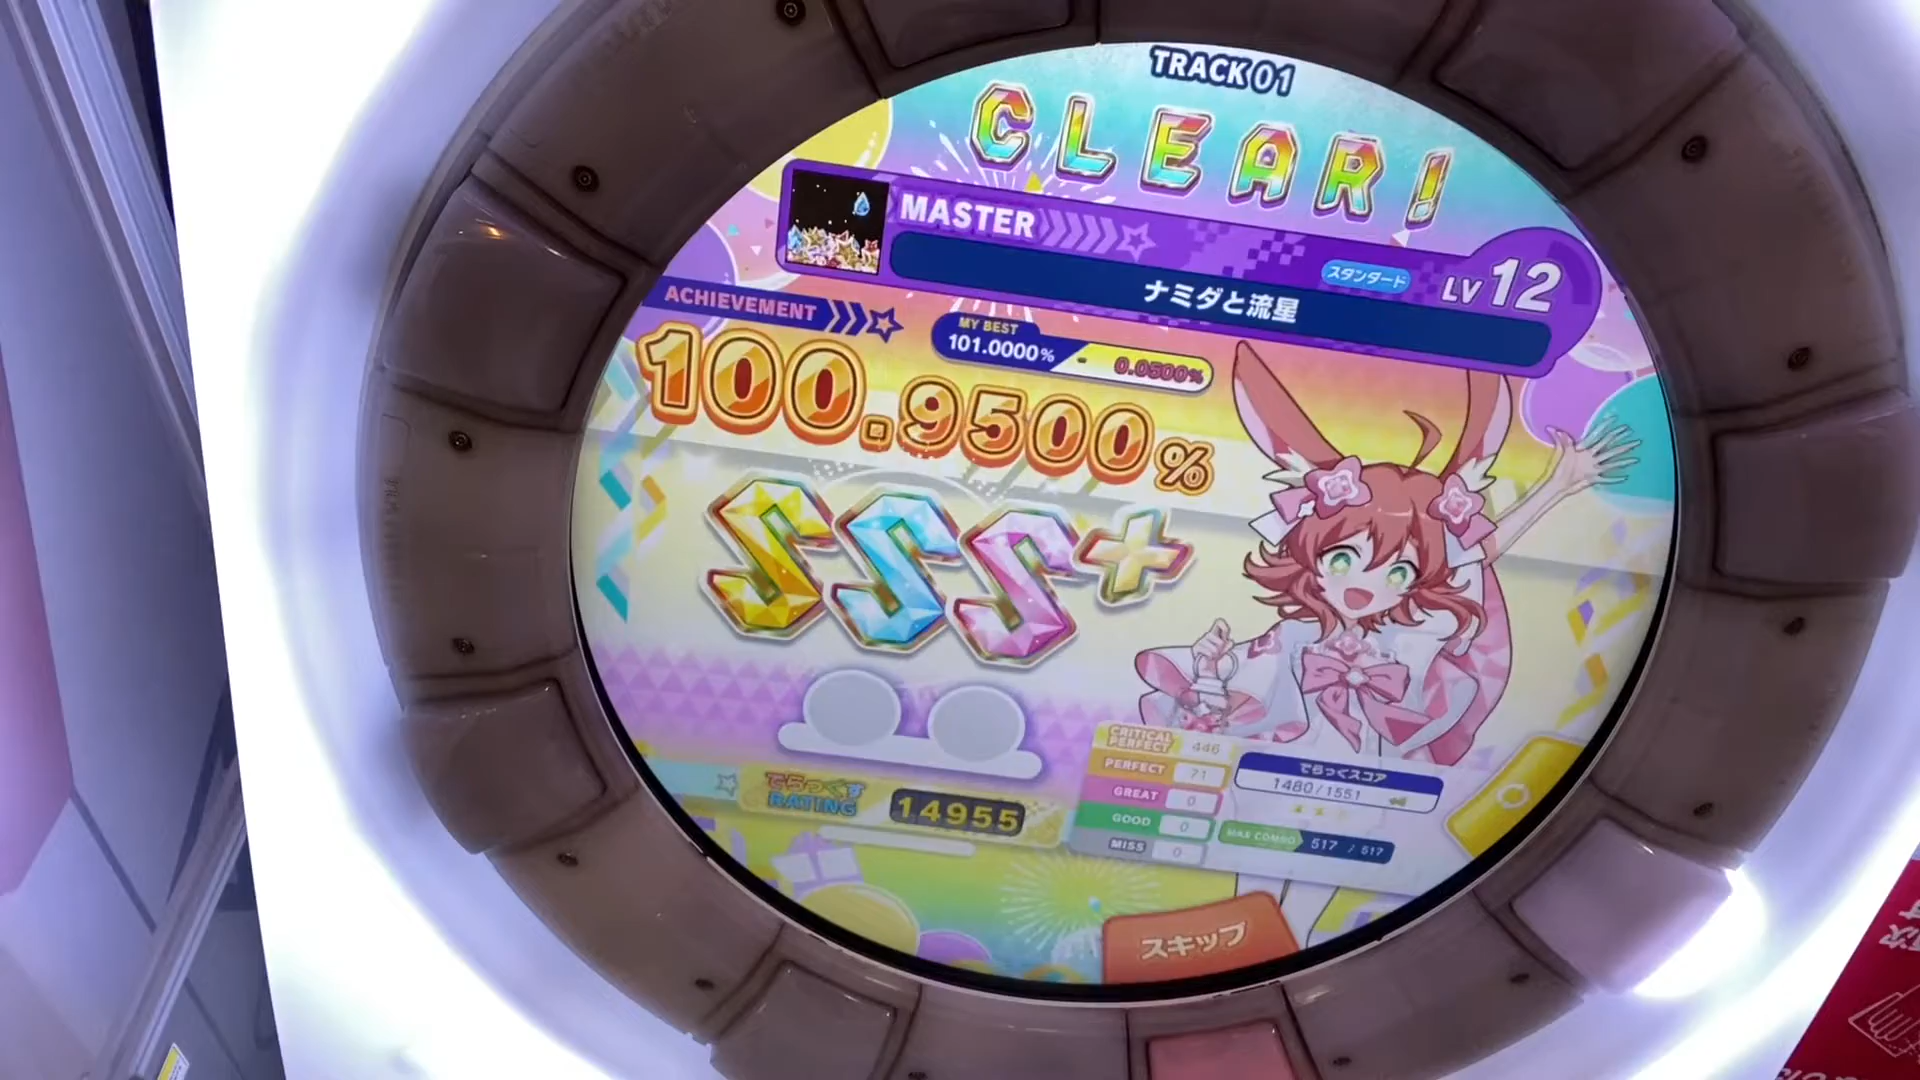 TRACK 01
CLEAR!
MASTER
スタンダード
LV 12
ナミダと流星
ACHIEVEMENT
MY BEST
101.0000%
- 0.0500%
100.9500%
SSS+
CRITICAL PERFECT 446
PERFECT 71
GREAT 0
GOOD 0
MISS 0
でらっくスコア
1480/1551
MAX COMBO 517 / 517
でらっくす
RATING 14955
スキップ